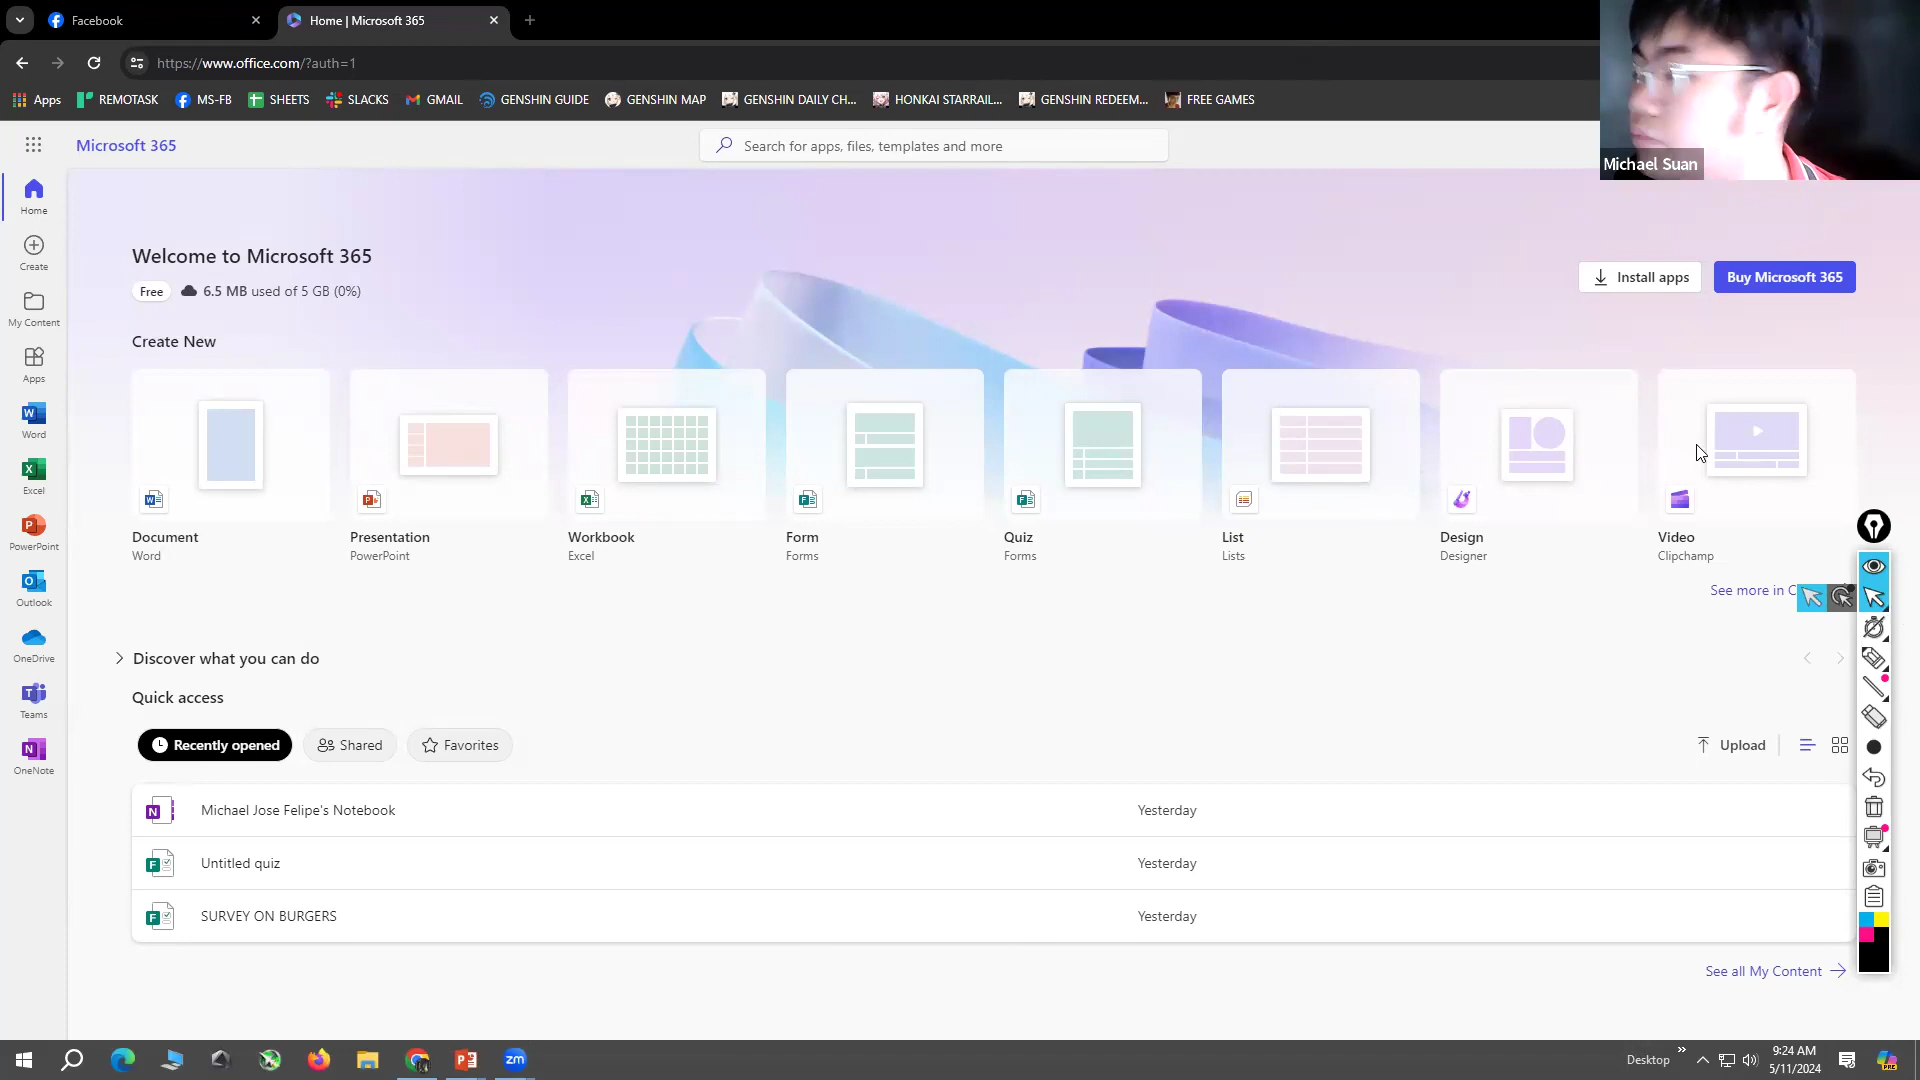 Facebook
Home | Microsoft 365
https://www.office.com/?auth=1
Apps
REMOTASK
MS-FB
SHEETS
SLACKS
GMAIL
GENSHIN GUIDE
GENSHIN MAP
GENSHIN DAILY CH...
HONKAI STARRAIL...
GENSHIN REDEEM...
FREE GAMES
Michael Suan
Microsoft 365
Search for apps, files, templates and more
Home
Create
My Content
Apps
Word
Excel
PowerPoint
Outlook
OneDrive
Teams
OneNote
Welcome to Microsoft 365
Free
6.5 MB used of 5 GB (0%)
Install apps
Buy Microsoft 365
Create New
Document
Word
Presentation
PowerPoint
Workbook
Excel
Form
Forms
Quiz
Forms
List
Lists
Design
Designer
Video
Clipchamp
See more in C
Discover what you can do
Quick access
Recently opened
Shared
Favorites
Upload
Michael Jose Felipe's Notebook
Yesterday
Untitled quiz
Yesterday
SURVEY ON BURGERS
Yesterday
See all My Content
zm
Desktop
9:24 AM
5/11/2024